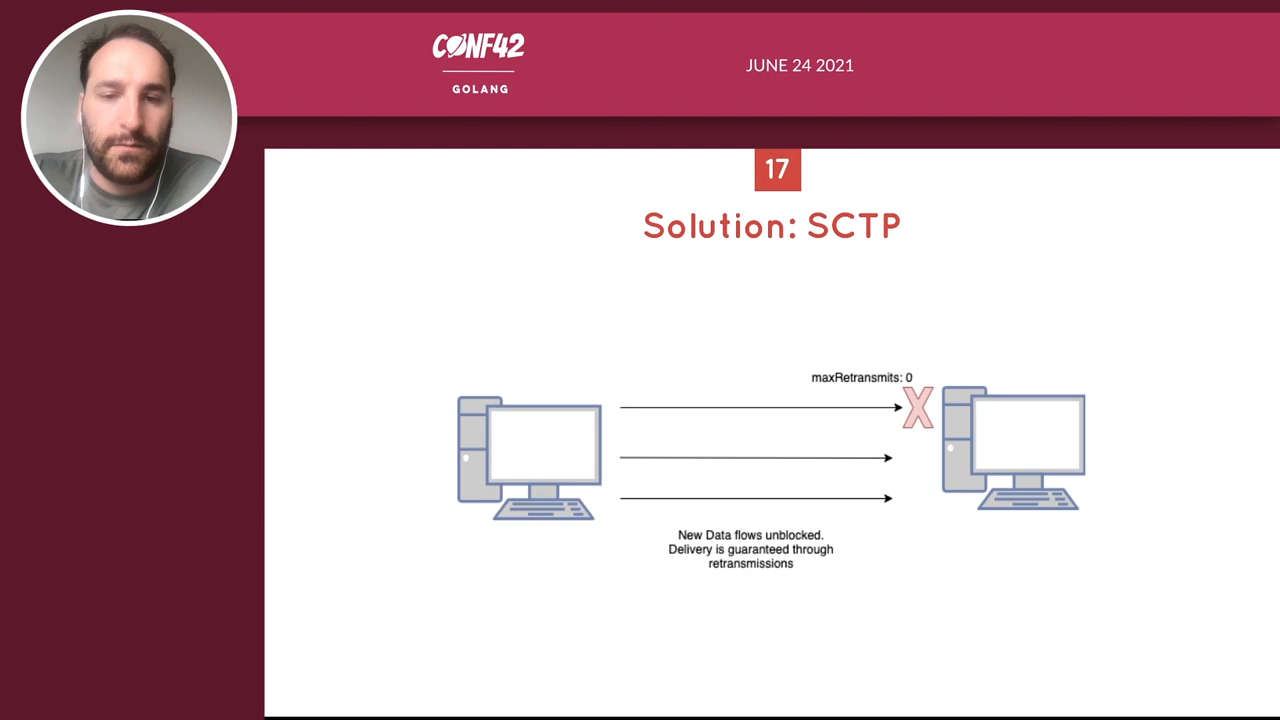 CONF42
GOLANG
JUNE 24 2021
17
Solution: SCTP
maxRetransmits: 0
X
New Data flows unblocked.
Delivery is guaranteed through
retransmissions